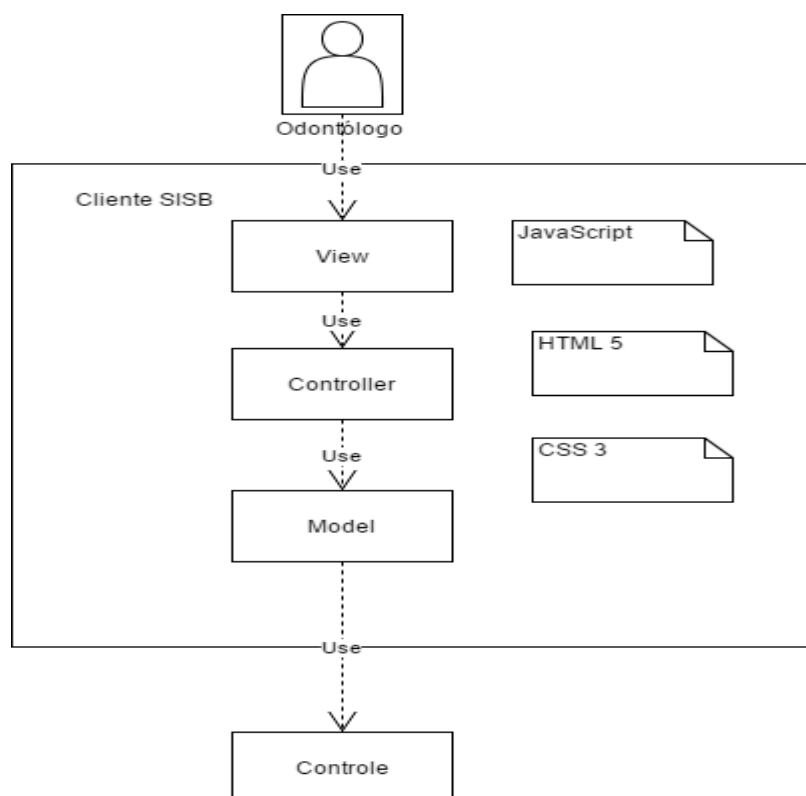 Odontólogo
Use
Cliente SISB
View
JavaScript
Use
HTML 5
Controller
Use
CSS 3
Model
Use
Controle